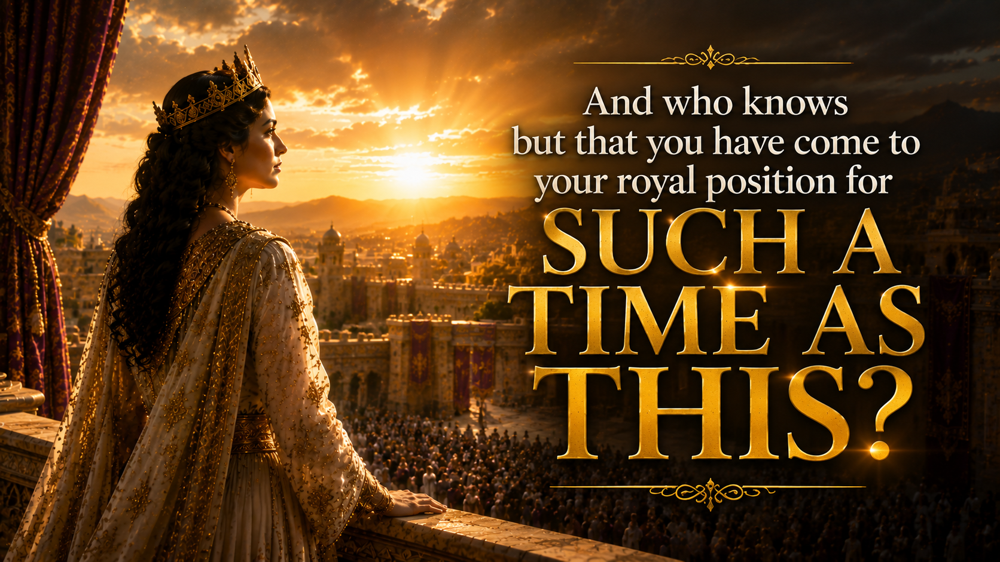 And who knows
but that you have come to
your royal position for
SUCH A
TIME AS
THIS?